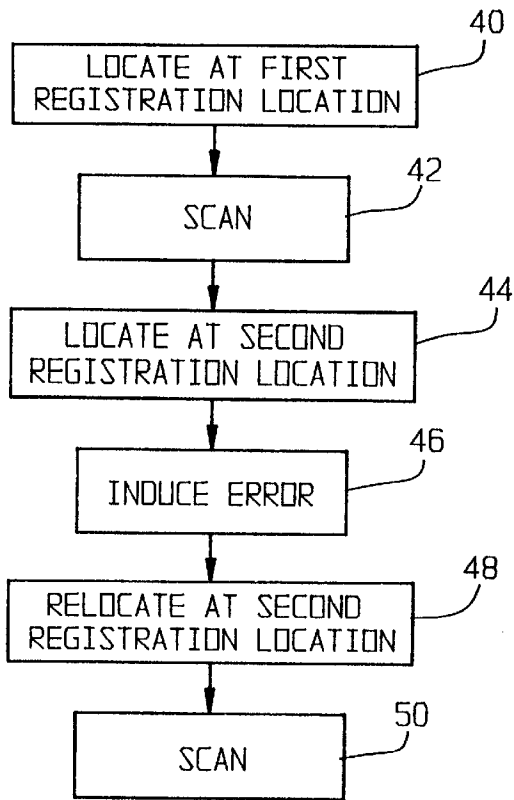 40
LOCATE AT FIRST
REGISTRATION LOCATION
42
SCAN
44
LOCATE AT SECOND
REGISTRATION LOCATION
46
INDUCE ERROR
48
RELOCATE AT SECOND
REGISTRATION LOCATION
50
SCAN